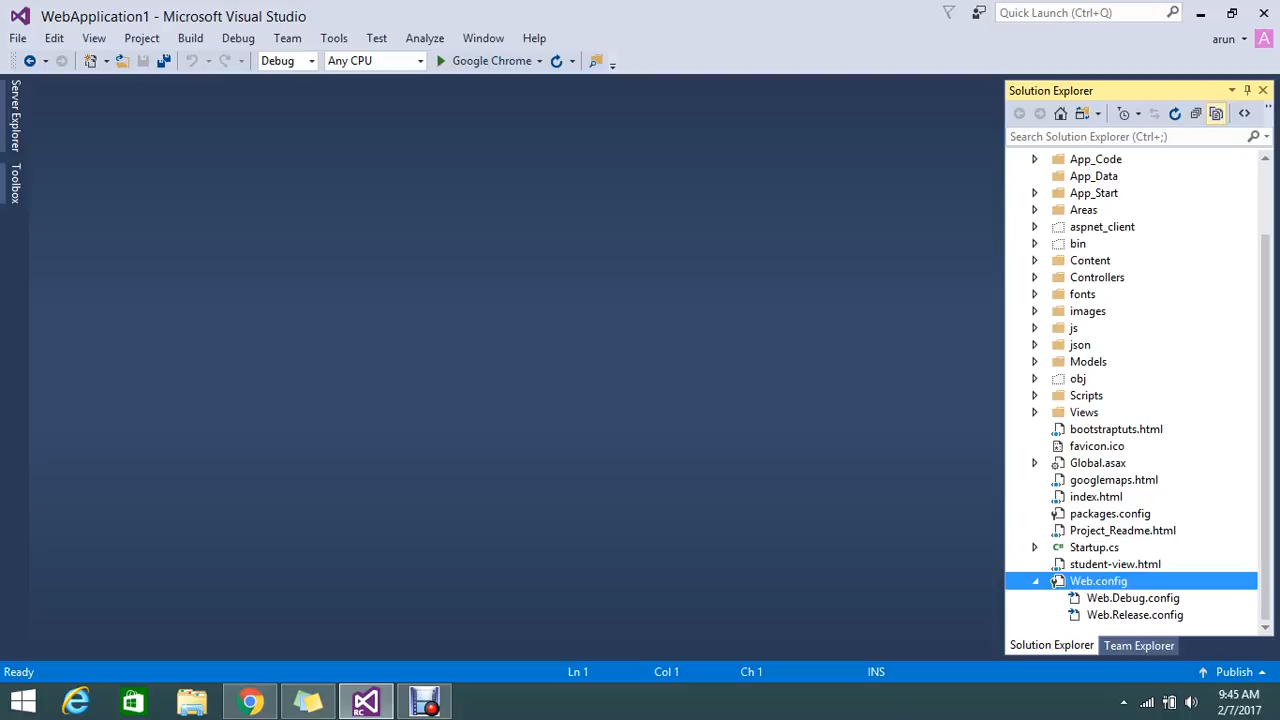 WebApplication1 - Microsoft Visual Studio
Quick Launch (Ctrl+Q)
File Edit View Project Build Debug Team Tools Test Analyze Window Help
arun A
Debug Any CPU Google Chrome
Server Explorer
Toolbox
Solution Explorer
Search Solution Explorer (Ctrl+;)
App_Code
App_Data
App_Start
Areas
aspnet_client
bin
Content
Controllers
fonts
images
js
json
Models
obj
Scripts
Views
bootstraptuts.html
favicon.ico
Global.asax
googlemaps.html
index.html
packages.config
Project_Readme.html
C# Startup.cs
student-view.html
Web.config
Web.Debug.config
Web.Release.config
Solution Explorer Team Explorer
Ready Ln 1 Col 1 Ch 1 INS Publish
RC
9:45 AM
2/7/2017